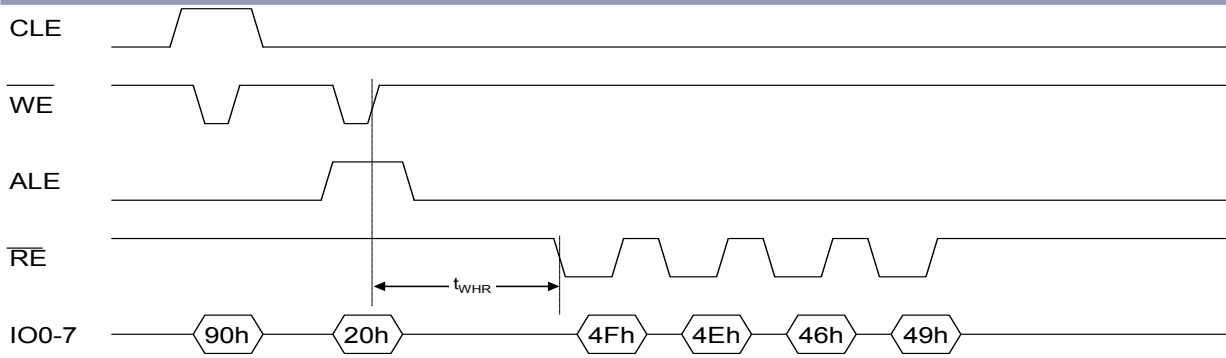 CLE
WE
ALE
RE
tWHR
IO0-7 90h 20h 4Fh 4Eh 46h 49h